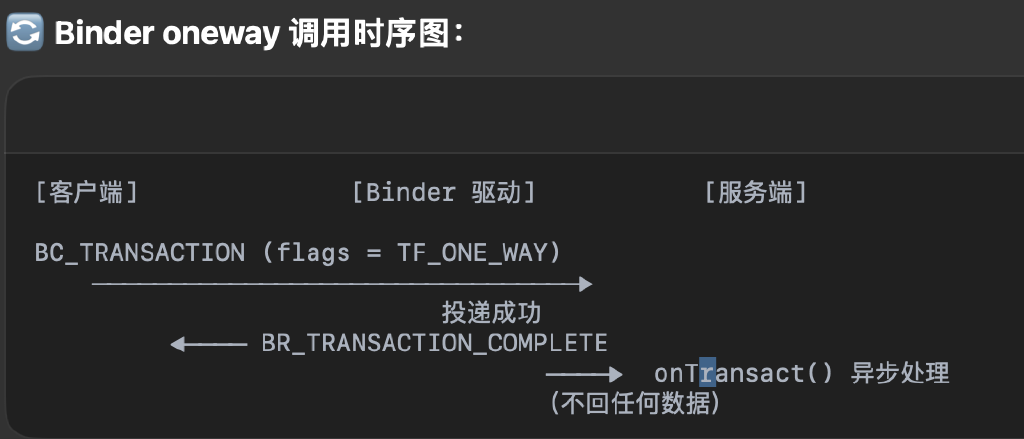 Binder oneway 调用时序图：
[客户端] [Binder 驱动] [服务端]
BC_TRANSACTION (flags = TF_ONE_WAY)
投递成功
BR_TRANSACTION_COMPLETE
onTransact() 异步处理
(不回任何数据)